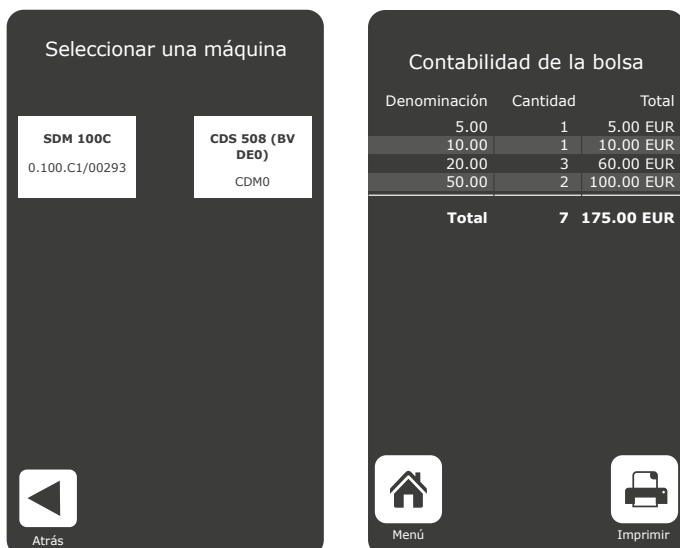 Seleccionar una máquina
SDM 100C
0.100.C1/00293
CDS 508 (BV
DE0)
CDM0
Atrás
Contabilidad de la bolsa
Denominación Cantidad Total
5.00 1 5.00 EUR
10.00 1 10.00 EUR
20.00 3 60.00 EUR
50.00 2 100.00 EUR
Total 7 175.00 EUR
Menú
Imprimir